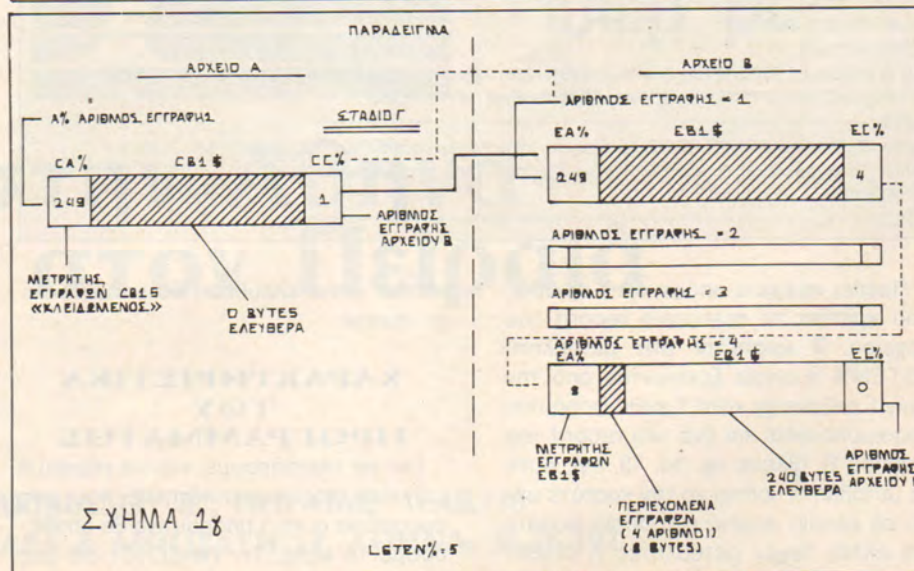 ΠΑΡΑΔΕΙΓΜΑ
ΑΡΧΕΙΟ Α
ΑΡΧΕΙΟ Β
Α% ΑΡΙΘΜΟΣ ΕΓΓΡΑΦΗΣ
ΣΤΑΔΙΟ Γ
ΑΡΙΘΜΟΣ ΕΓΓΡΑΦΗΣ = 1
CA% CB1$ CC%
EA% EB1$ EC%
249 1
249 4
ΑΡΙΘΜΟΣ
ΕΓΓΡΑΦΗΣ
ΑΡΧΕΙΟΥ Β
ΜΕΤΡΗΤΗΣ
ΕΓΓΡΑΦΩΝ CB1$
«ΚΛΕΙΔΩΜΕΝΟΣ»
0 BYTES
ΕΛΕΥΘΕΡΑ
ΑΡΙΘΜΟΣ ΕΓΓΡΑΦΗΣ = 2
ΑΡΙΘΜΟΣ ΕΓΓΡΑΦΗΣ = 3
ΑΡΙΘΜΟΣ ΕΓΓΡΑΦΗΣ = 4
EA% EB1$ EC%
8 0
ΜΕΤΡΗΤΗΣ
ΕΓΓΡΑΦΗΣ
EB1$
ΠΕΡΙΕΧΟΜΕΝΑ
ΕΓΓΡΑΦΩΝ
(4 ΑΡΙΘΜΟΙ)
(8 BYTES)
240 BYTES
ΕΛΕΥΘΕΡΑ
ΑΡΙΘΜΟΣ
ΕΓΓΡΑΦΗΣ
ΑΡΧΕΙΟΥ
ΣΧΗΜΑ 1γ
LSTEN%=5